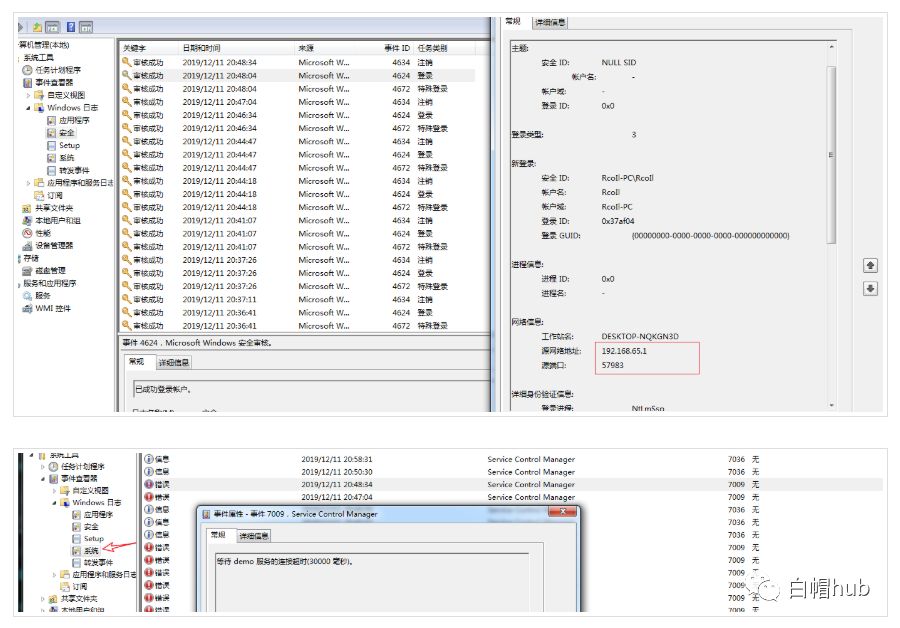 常规 详细信息
算机管理(本地)
系统工具
任务计划程序
事件查看器
自定义视图
Windows 日志
应用程序
安全
Setup
系统
转发事件
应用程序和服务日志
订阅
共享文件夹
本地用户和组
性能
设备管理器
存储
磁盘管理
服务和应用程序
服务
WMI 控件
关键字 日期和时间 来源 事件 ID 任务类别
审核成功 2019/12/11 20:48:34 Microsoft W... 4634 注销
审核成功 2019/12/11 20:48:04 Microsoft W... 4624 登录
审核成功 2019/12/11 20:48:04 Microsoft W... 4672 特殊登录
审核成功 2019/12/11 20:47:04 Microsoft W... 4634 注销
审核成功 2019/12/11 20:46:34 Microsoft W... 4624 登录
审核成功 2019/12/11 20:46:34 Microsoft W... 4672 特殊登录
审核成功 2019/12/11 20:44:47 Microsoft W... 4634 注销
审核成功 2019/12/11 20:44:47 Microsoft W... 4624 登录
审核成功 2019/12/11 20:44:47 Microsoft W... 4672 特殊登录
审核成功 2019/12/11 20:44:18 Microsoft W... 4634 注销
审核成功 2019/12/11 20:44:18 Microsoft W... 4624 登录
审核成功 2019/12/11 20:44:18 Microsoft W... 4672 特殊登录
审核成功 2019/12/11 20:41:07 Microsoft W... 4634 注销
审核成功 2019/12/11 20:41:07 Microsoft W... 4624 登录
审核成功 2019/12/11 20:41:07 Microsoft W... 4672 特殊登录
审核成功 2019/12/11 20:37:26 Microsoft W... 4634 注销
审核成功 2019/12/11 20:37:26 Microsoft W... 4624 登录
审核成功 2019/12/11 20:37:26 Microsoft W... 4672 特殊登录
审核成功 2019/12/11 20:37:11 Microsoft W... 4634 注销
审核成功 2019/12/11 20:36:41 Microsoft W... 4624 登录
审核成功 2019/12/11 20:36:41 Microsoft W... 4672 特殊登录
事件 4624，Microsoft Windows 安全审核。
常规 详细信息
已成功登录帐户。
主题:
安全 ID: NULL SID
帐户名: -
帐户域: -
登录 ID: 0x0
登录类型: 3
新登录:
安全 ID: Rcoll-PC\Rcoll
帐户名: Rcoll
帐户域: Rcoll-PC
登录 ID: 0x37af04
登录 GUID: {00000000-0000-0000-0000-000000000000}
进程信息:
进程 ID: 0x0
进程名: -
网络信息:
工作站名: DESKTOP-NQKGN3D
源网络地址: 192.168.65.1
源端口: 57983
详细身份验证信息:
登录进程: NtLmSsp
系统工具
任务计划程序
事件查看器
自定义视图
Windows 日志
应用程序
安全
Setup
系统
转发事件
应用程序和服务日志
订阅
共享文件夹
本地用户和组
信息 2019/12/11 20:58:31 Service Control Manager 7036 无
信息 2019/12/11 20:50:30 Service Control Manager 7036 无
错误 2019/12/11 20:48:34 Service Control Manager 7009 无
错误 2019/12/11 20:47:04 Service Control Manager 7009 无
信息 7036 无
信息 7036 无
信息 7036 无
错误 7009 无
错误 7009 无
错误 7009
错误 7009
错误 7009 无
错误 7009 无
事件属性 - 事件 7009，Service Control Manager
常规 详细信息
等待 demo 服务的连接超时(30000 毫秒)。
白帽hub